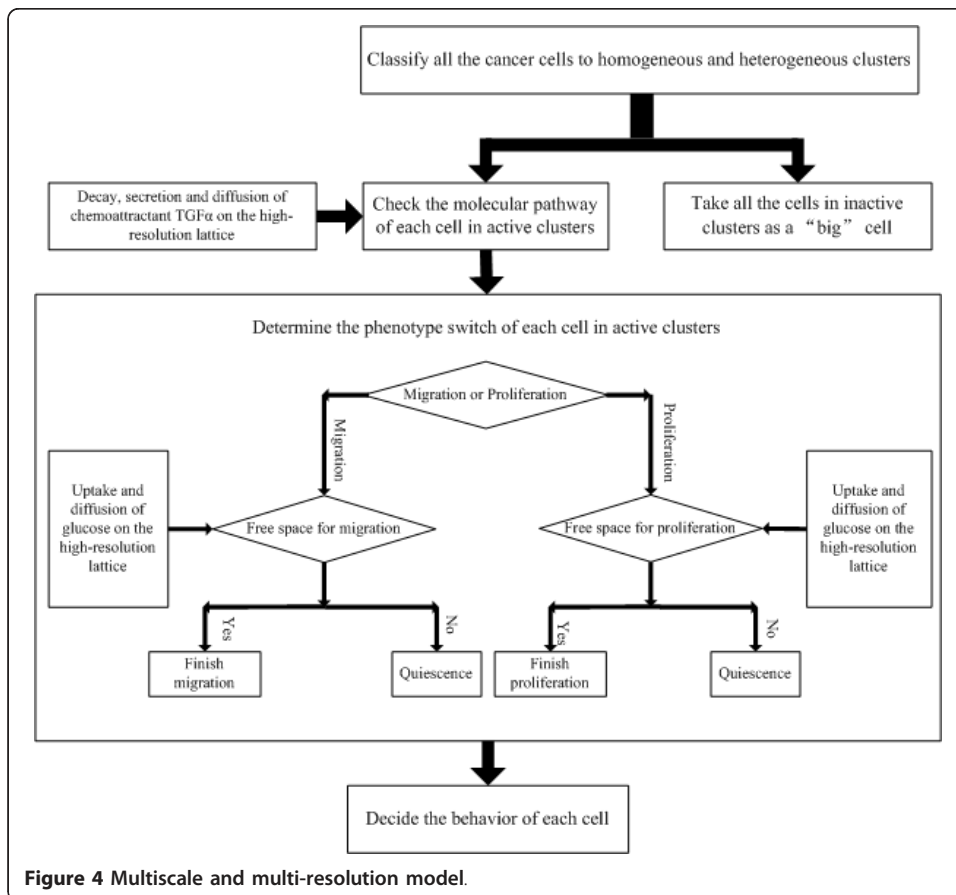 Classify all the cancer cells to homogeneous and heterogeneous clusters
Decay, secretion and diffusion of
chemoattractant TGFα on the high-
resolution lattice
Check the molecular pathway
of each cell in active clusters
Take all the cells in inactive
clusters as a “big” cell
Determine the phenotype switch of each cell in active clusters
Migration or Proliferation
Migration
Proliferation
Uptake and
diffusion of
glucose on the
high-resolution
lattice
Free space for migration
Free space for proliferation
Uptake and
diffusion of
glucose on the
high-resolution
lattice
Yes
No
Yes
No
Finish
migration
Quiescence
Finish
proliferation
Quiescence
Decide the behavior of each cell
Figure 4 Multiscale and multi-resolution model.